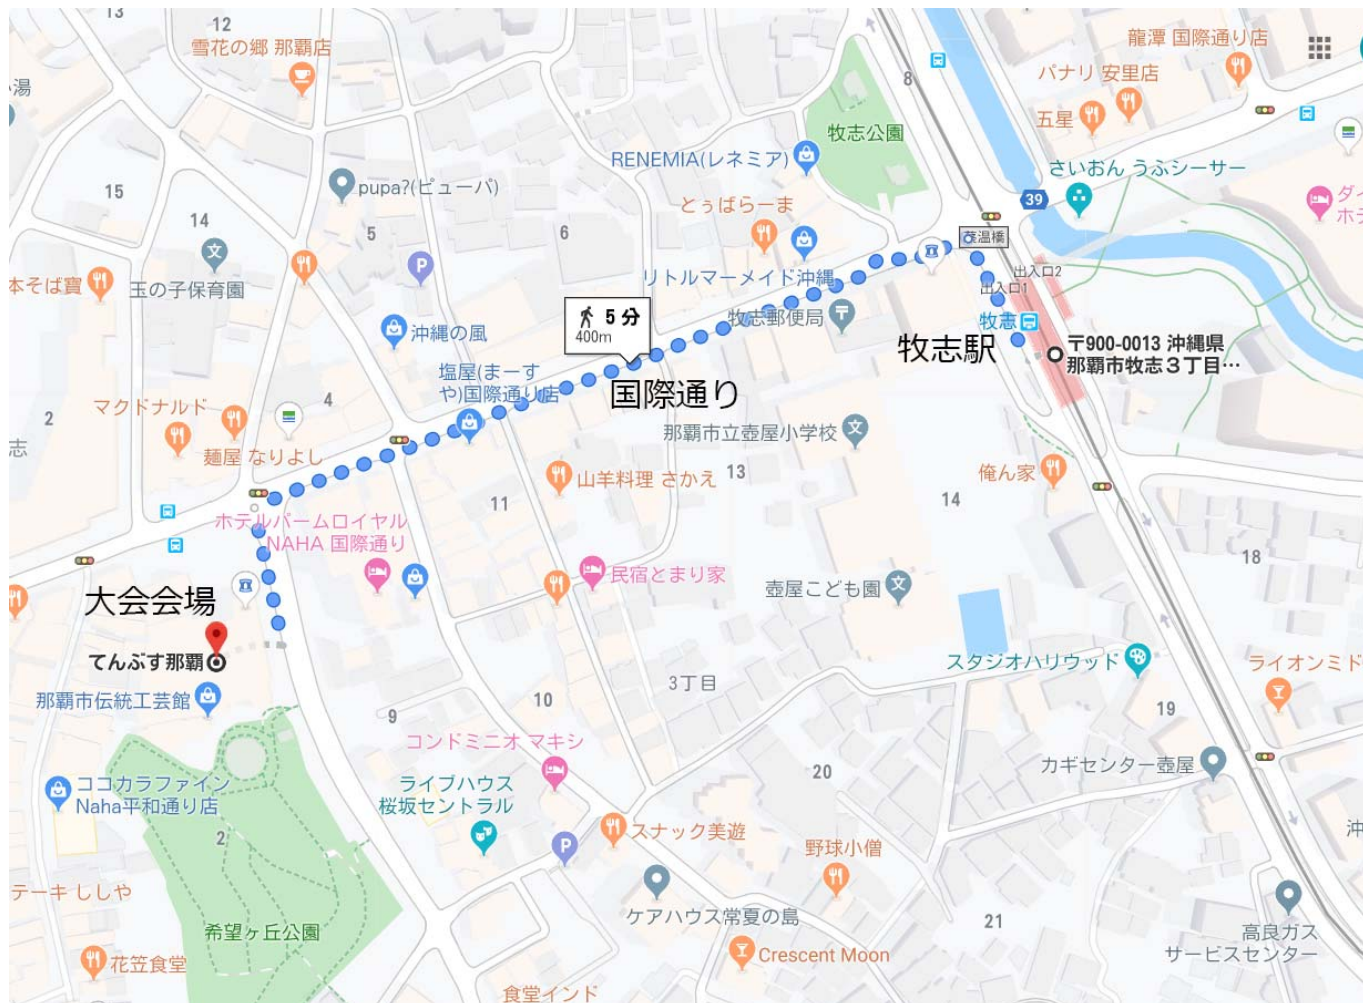 13
12
雪花の郷 那覇店
湯
8
龍潭 国際通り店
パナリ 安里店
五星
牧志公園
RENEMIA(レネミア)
さいおん うふシーサー
39
15
14
pupa?(ピューパ)
とぅばらーま
5
6
P
本そば寶
玉の子保育園
リトルマーメイド沖縄
出入口2
出入口1
5 分
400m
牧志郵便局
牧志
牧志駅
〒900-0013 沖縄県
那覇市牧志3丁目…
沖縄の風
塩屋(まーす
や)国際通り店
国際通り
2
マクドナルド
4
志
麺屋 なりよし
那覇市立壺屋小学校
山羊料理 さかえ
13
俺ん家
11
14
ホテルパームロイヤル
NAHA 国際通り
18
大会会場
民宿とまり家
壺屋こども園
てんぶす那覇
那覇市伝統工芸館
3丁目
スタジオハリウッド
ライオンミド
9
10
19
コンドミニオ マキシ
カギセンター壺屋
ココカラファイン
Naha平和通り店
ライブハウス
桜坂セントラル
20
2
P
スナック美遊
野球小僧
沖
テーキ ししや
希望ヶ丘公園
ケアハウス常夏の島
21
高良ガス
サービスセンター
花笠食堂
Crescent Moon
食堂インド